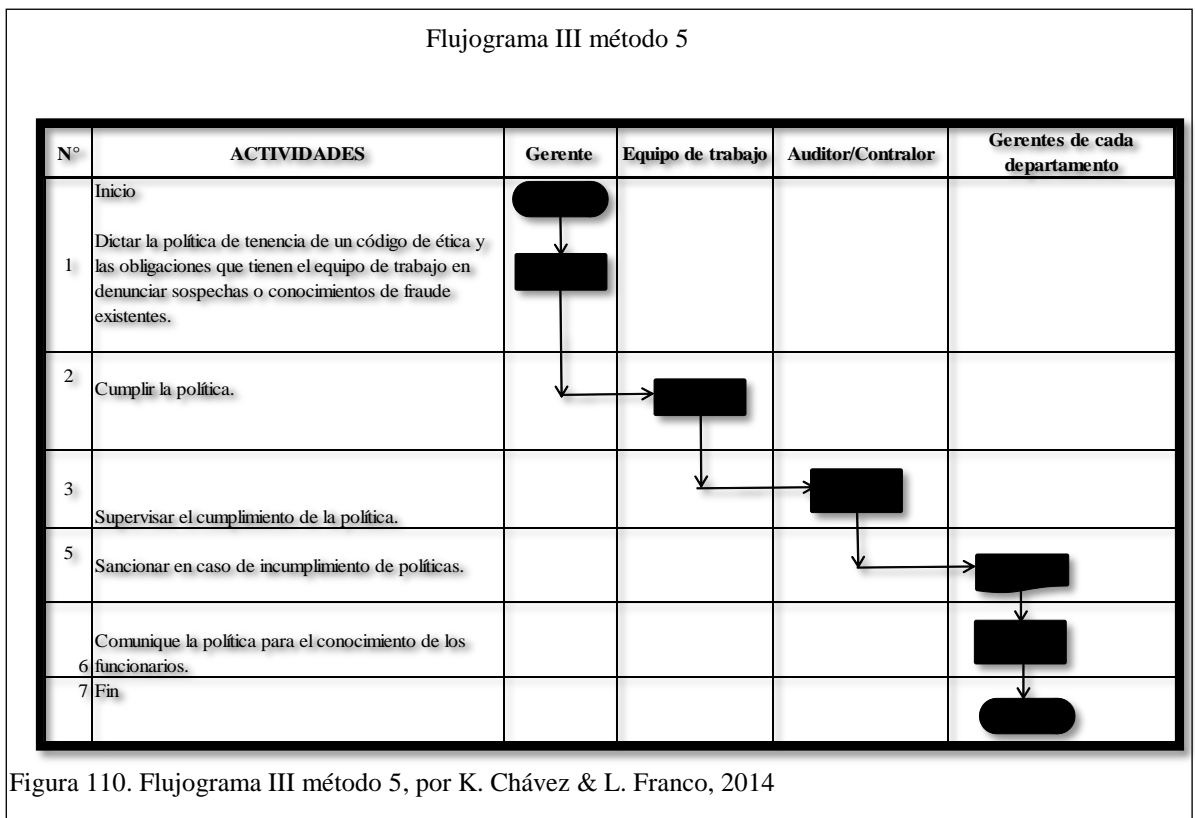 Flujograma III método 5
N° ACTIVIDADES Gerente Equipo de trabajo Auditor/Contralor Gerentes de cada
departamento
Inicio
Dictar la política de tenencia de un código de ética y
1 las obligaciones que tienen el equipo de trabajo en
denunciar sospechas o conocimientos de fraude
existentes.
2
Cumplir la política.
3
Supervisar el cumplimiento de la política.
5
Sancionar en caso de incumplimiento de políticas.
Comunique la política para el conocimiento de los
6 funcionarios.
7 Fin
Figura 110. Flujograma III método 5, por K. Chávez & L. Franco, 2014